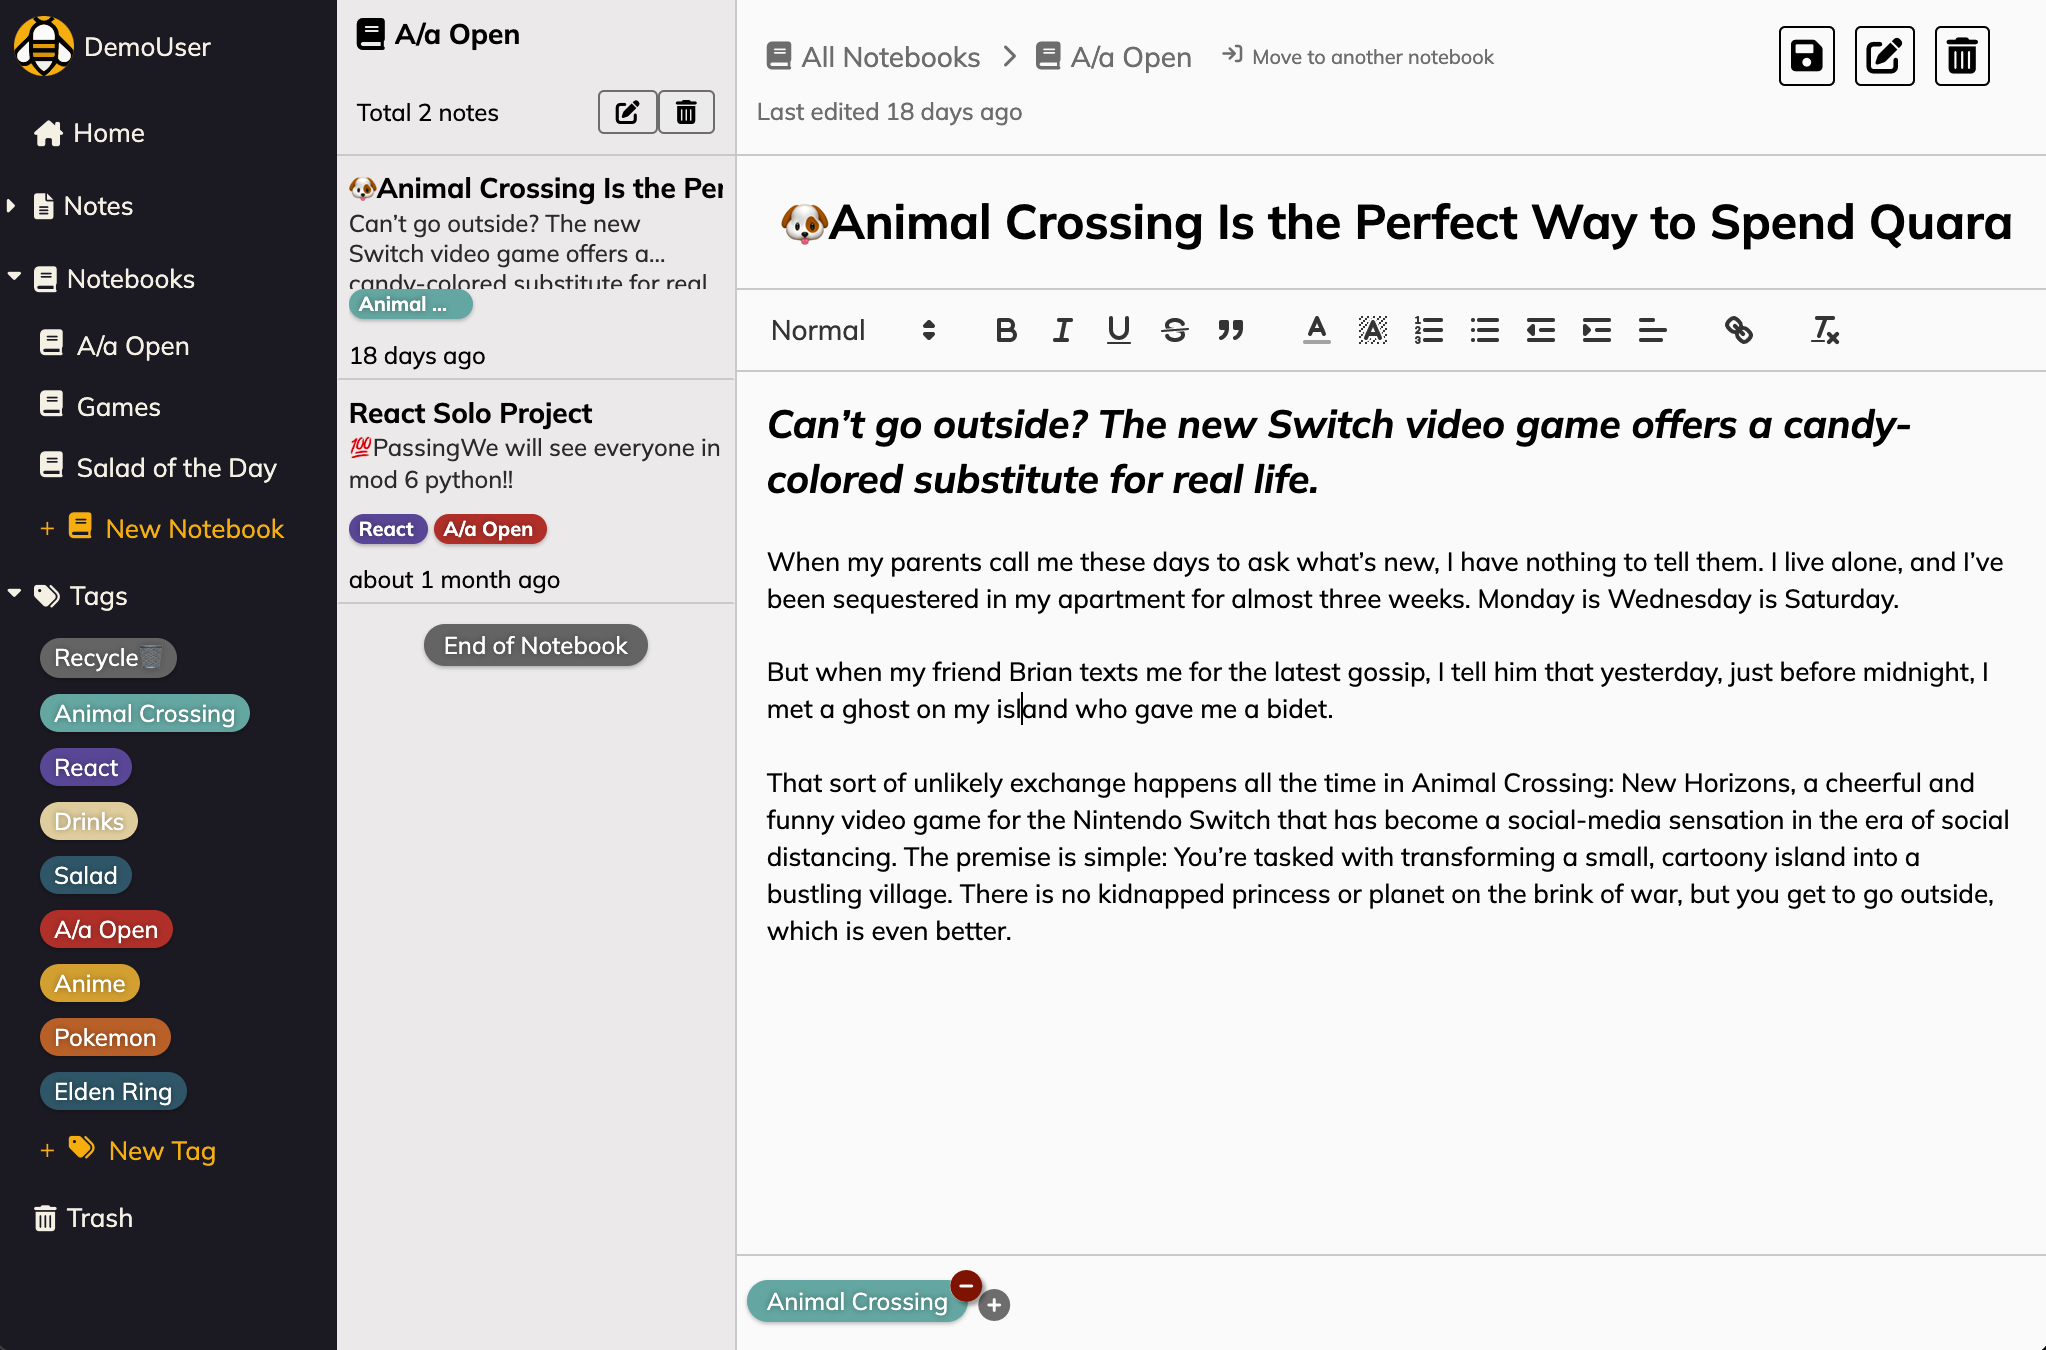 DemoUser
Home
Notes
Notebooks
A/a Open
Games
Salad of the Day
+ New Notebook
Tags
Recycle🗑️
Animal Crossing
React
Drinks
Salad
A/a Open
Anime
Pokemon
Elden Ring
+ New Tag
Trash
A/a Open
Total 2 notes
🐶Animal Crossing Is the Per
Can’t go outside? The new
Switch video game offers a...
candy-colored substitute for real
Animal ...
18 days ago
React Solo Project
💯PassingWe will see everyone in
mod 6 python!!
React A/a Open
about 1 month ago
End of Notebook
All Notebooks > A/a Open Move to another notebook
Last edited 18 days ago
🐶Animal Crossing Is the Perfect Way to Spend Quara
Normal
Can’t go outside? The new Switch video game offers a candy-
colored substitute for real life.
When my parents call me these days to ask what’s new, I have nothing to tell them. I live alone, and I’ve
been sequestered in my apartment for almost three weeks. Monday is Wednesday is Saturday.
But when my friend Brian texts me for the latest gossip, I tell him that yesterday, just before midnight, I
met a ghost on my island who gave me a bidet.
That sort of unlikely exchange happens all the time in Animal Crossing: New Horizons, a cheerful and
funny video game for the Nintendo Switch that has become a social-media sensation in the era of social
distancing. The premise is simple: You’re tasked with transforming a small, cartoony island into a
bustling village. There is no kidnapped princess or planet on the brink of war, but you get to go outside,
which is even better.
Animal Crossing